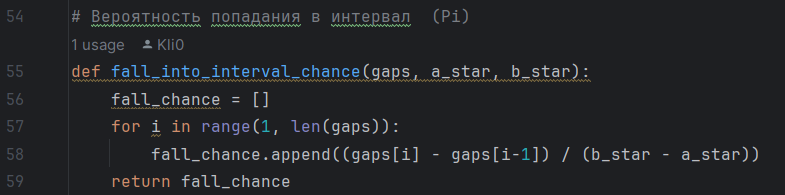 54 # Вероятность попадания в интервал (Pi)
1 usage Kli0
55 def fall_into_interval_chance(gaps, a_star, b_star):
56 fall_chance = []
57 for i in range(1, len(gaps)):
58 fall_chance.append((gaps[i] - gaps[i-1]) / (b_star - a_star))
59 return fall_chance